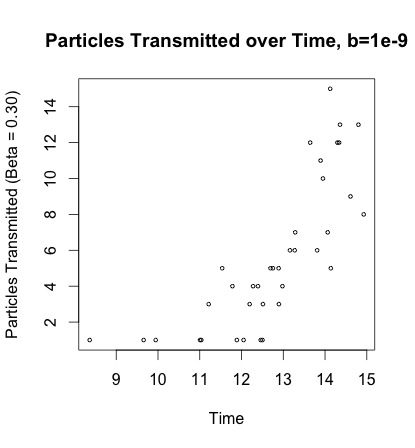 Particles Transmitted over Time, b=1e-9
Particles Transmitted (Beta = 0.30)
14
12
10
8
6
4
2
9 10 11 12 13 14 15
Time